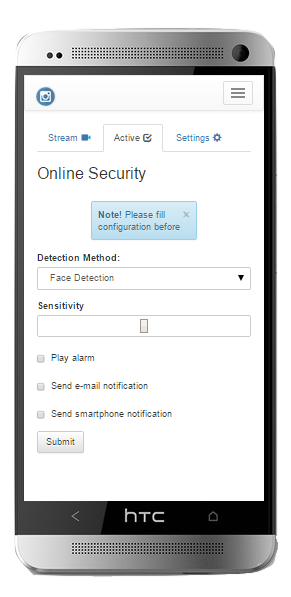 Stream Active Settings
Online Security
Note! Please fill ×
configuration before
Detection Method:
Face Detection
Sensitivity
Play alarm
Send e-mail notification
Send smartphone notification
Submit
hTC